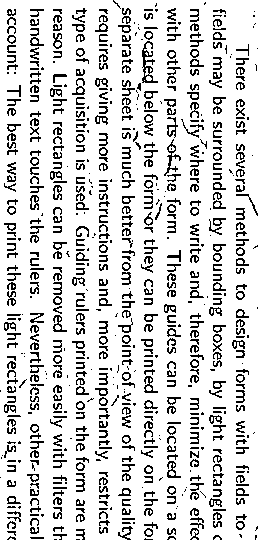 There exist several methods to design forms with fields to
fields may be surrounded by bounding boxes, by light rectangles
methods specify where to write and, therefore, minimize the
with other parts of the form. These guides can be located on a
is located below the form or they can be printed directly on the
separate sheet is much better from the point of view of the quality
requires giving more instructions and, more importantly, restricts
type of acquisition is used. Guiding rulers printed on the form are
reason. Light rectangles can be removed more easily with filters
handwritten text touches the rulers. Nevertheless, other practical
account: The best way to print these light rectangles is in a